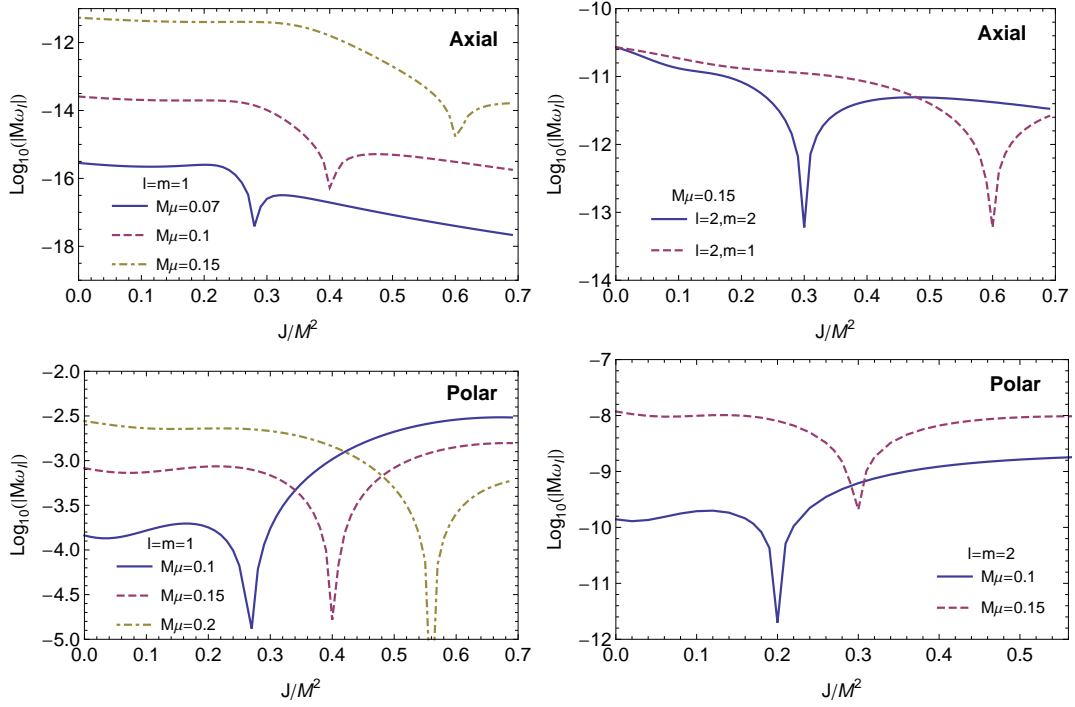 Axial
Log10(|MωI|)
−12
−14
−16
−18
l=m=1
Mμ=0.07
Mμ=0.1
Mμ=0.15
0.0 0.1 0.2 0.3 0.4 0.5 0.6 0.7
J/M²
Axial
Log10(|MωI|)
−10
−11
−12
−13
−14
Mμ=0.15
l=2,m=2
l=2,m=1
0.0 0.1 0.2 0.3 0.4 0.5 0.6 0.7
J/M²
Polar
Log10(|MωI|)
−2.0
−2.5
−3.0
−3.5
−4.0
−4.5
−5.0
l=m=1
Mμ=0.1
Mμ=0.15
Mμ=0.2
0.0 0.1 0.2 0.3 0.4 0.5 0.6 0.7
J/M²
Polar
Log10(|MωI|)
−7
−8
−9
−10
−11
−12
l=m=2
Mμ=0.1
Mμ=0.15
0.0 0.1 0.2 0.3 0.4 0.5
J/M²